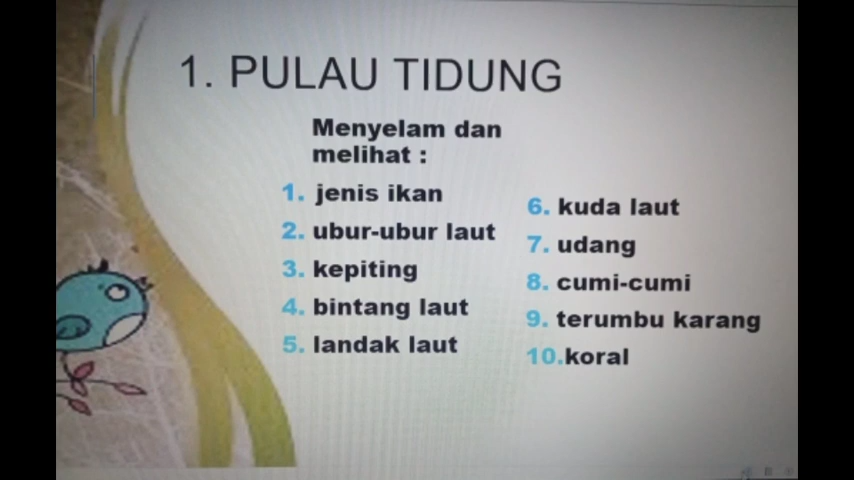 1. PULAU TIDUNG
Menyelam dan
melihat :
1. jenis ikan
2. ubur-ubur laut
3. kepiting
4. bintang laut
5. landak laut
6. kuda laut
7. udang
8. cumi-cumi
9. terumbu karang
10.koral